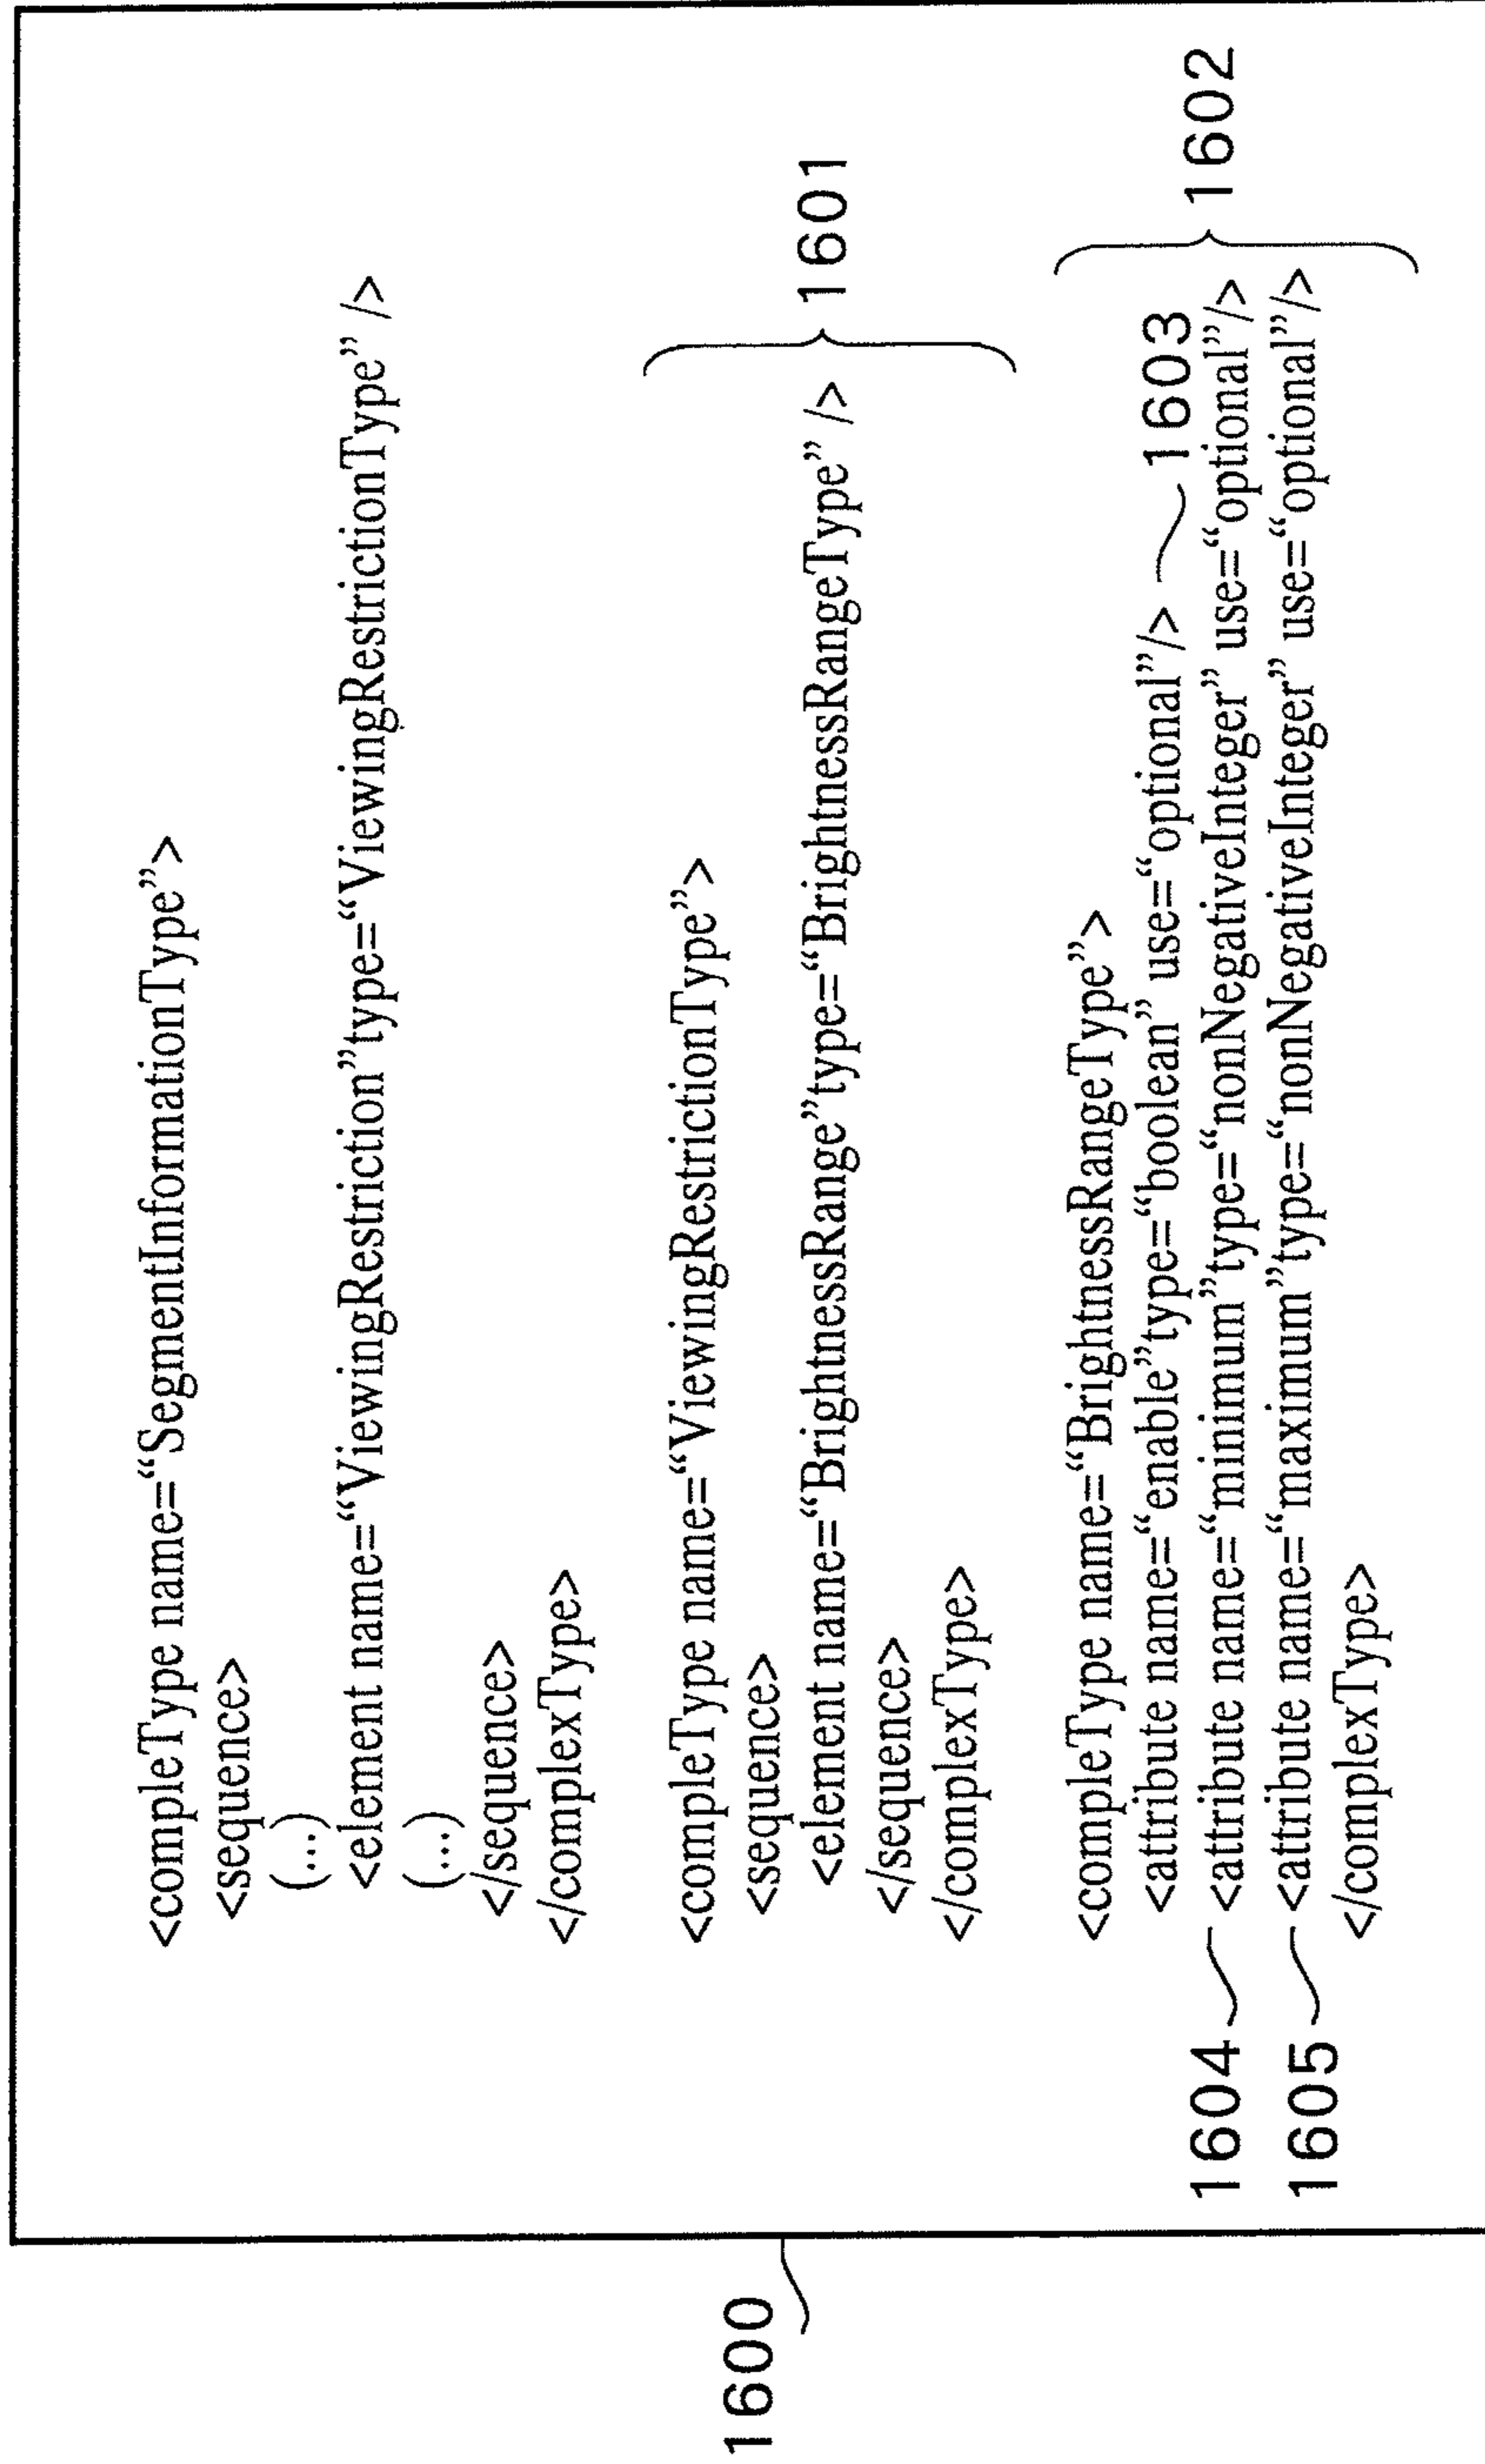 1600
<compleType name=“SegmentInformationType”>
<sequence>
(...)
<element name=“ViewingRestriction”type=“ViewingRestrictionType” />
(...)
</sequence>
</complexType>
<compleType name=“ViewingRestrictionType”>
<sequence>
<element name=“BrightnessRange”type=“BrightnessRangeType” />
</sequence>
</complexType>
1601
<compleType name=“BrightnessRangeType”>
<attribute name=“enable”type=“boolean” use=“optional”/> 1603
1604 <attribute name=“minimum”type=“nonNegativeInteger” use=“optional”/>
1605 <attribute name=“maximum”type=“nonNegativeInteger” use=“optional”/>
</complexType>
1602